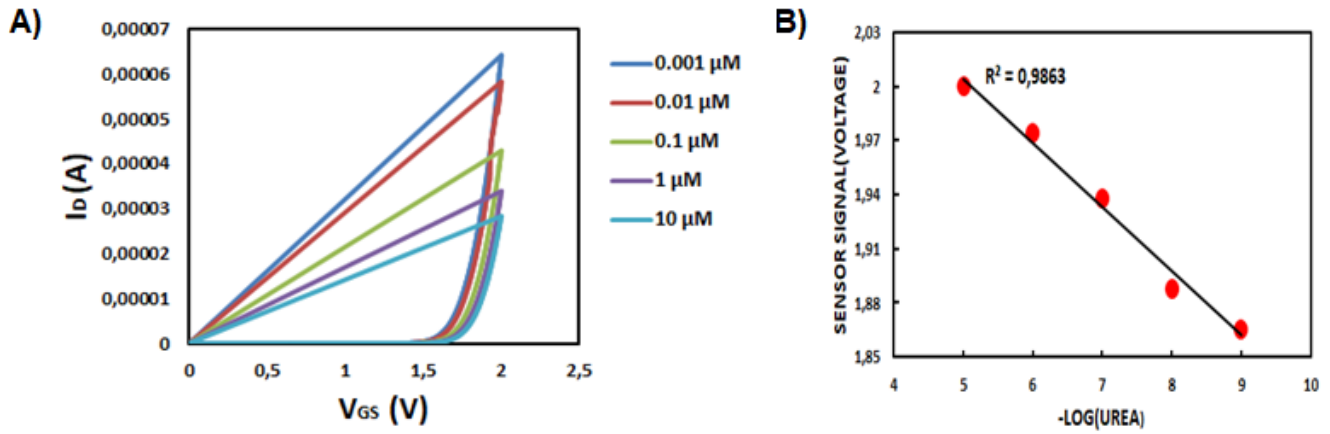 A)
0,00007
0,00006
0,00005
0,00004
0,00003
0,00002
0,00001
0
I_D (A)
0
0,5
1
1,5
2
2,5
V_GS (V)
0.001 µM
0.01 µM
0.1 µM
1 µM
10 µM
B)
2,03
2
1,97
1,94
1,91
1,88
1,85
SENSOR SIGNAL(VOLTAGE)
R² = 0,9863
4
5
6
7
8
9
10
-LOG(UREA)